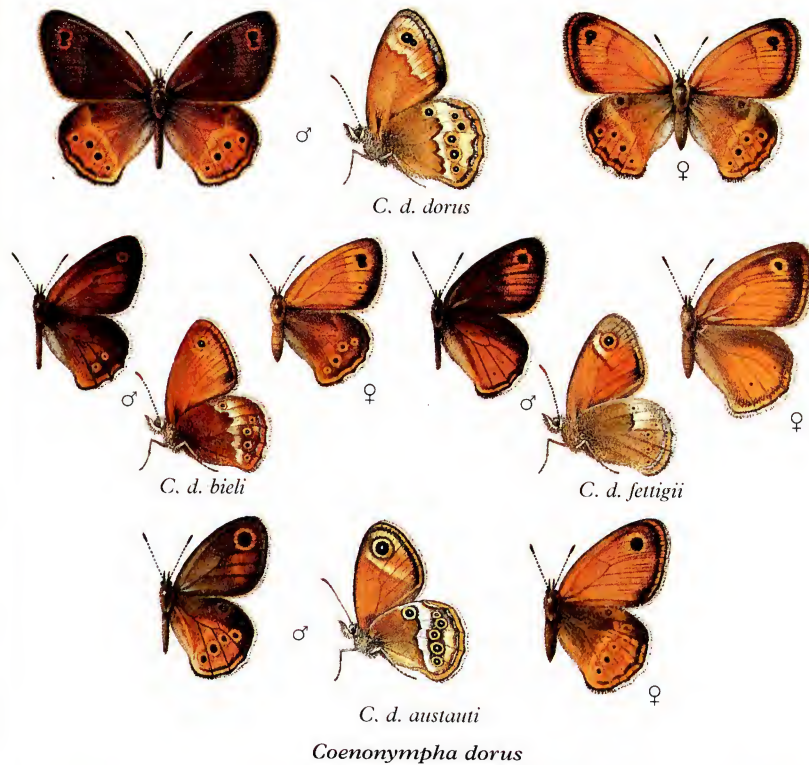 ♂
♀
C. d. dorus
♂
♀
♂
♀
C. d. bieli
C. d. fettigii
♂
♀
C. d. austauti
Coenonympha dorus